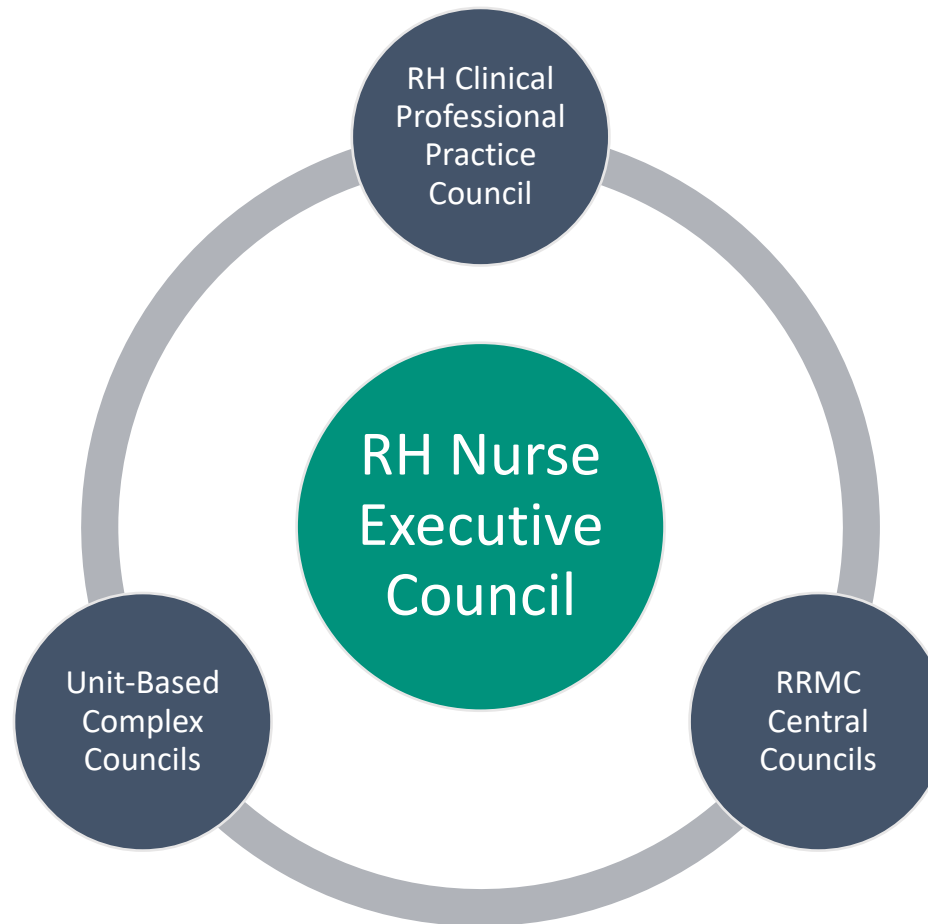 RH Clinical
Professional
Practice
Council
RH Nurse
Executive
Council
Unit-Based
Complex
Councils
RRMC
Central
Councils